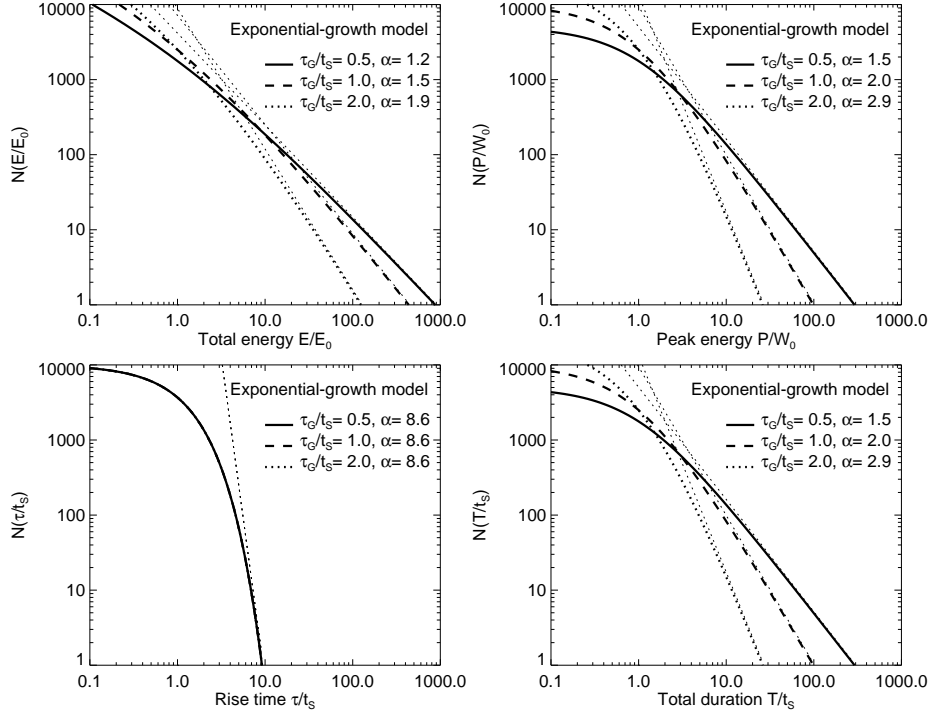 Exponential-growth model
τG/tS= 0.5, α= 1.2
τG/tS= 1.0, α= 1.5
τG/tS= 2.0, α= 1.9
10000
1000
100
10
1
N(E/E0)
0.1 1.0 10.0 100.0 1000.0
Total energy E/E0
Exponential-growth model
τG/tS= 0.5, α= 1.5
τG/tS= 1.0, α= 2.0
τG/tS= 2.0, α= 2.9
10000
1000
100
10
1
N(P/W0)
0.1 1.0 10.0 100.0 1000.0
Peak energy P/W0
Exponential-growth model
τG/tS= 0.5, α= 8.6
τG/tS= 1.0, α= 8.6
τG/tS= 2.0, α= 8.6
10000
1000
100
10
1
N(τ/tS)
0.1 1.0 10.0 100.0 1000.0
Rise time τ/tS
Exponential-growth model
τG/tS= 0.5, α= 1.5
τG/tS= 1.0, α= 2.0
τG/tS= 2.0, α= 2.9
10000
1000
100
10
1
N(T/tS)
0.1 1.0 10.0 100.0 1000.0
Total duration T/tS